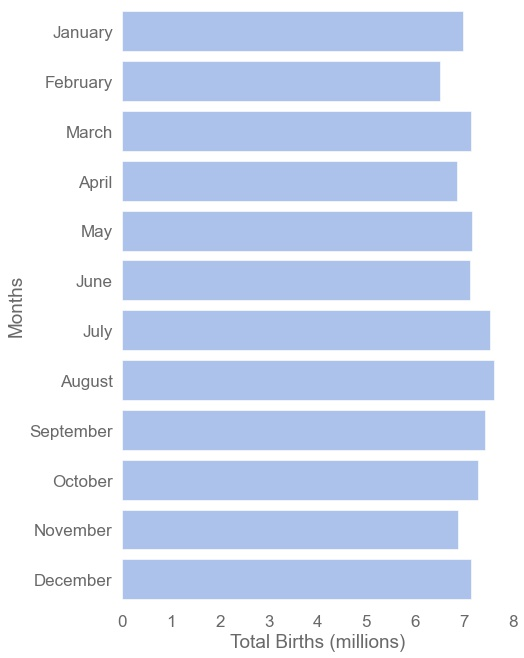 January
February
March
April
May
June
July
August
September
October
November
December
Months
0 1 2 3 4 5 6 7 8
Total Births (millions)